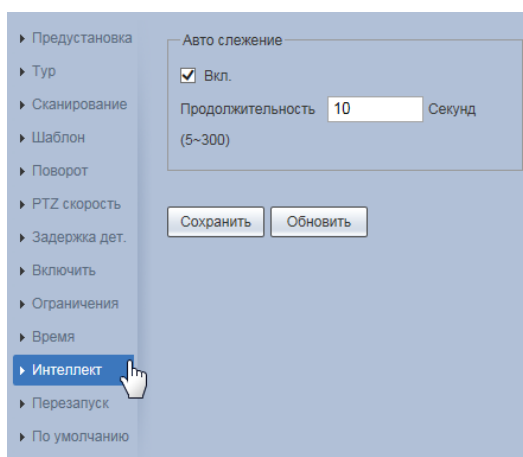 Предустановка
Тур
Сканирование
Шаблон
Поворот
PTZ скорость
Задержка дет.
Включить
Ограничения
Время
Интеллект
Перезапуск
По умолчанию
Авто слежение
Вкл.
Продолжительность 10 Секунд
(5~300)
Сохранить Обновить